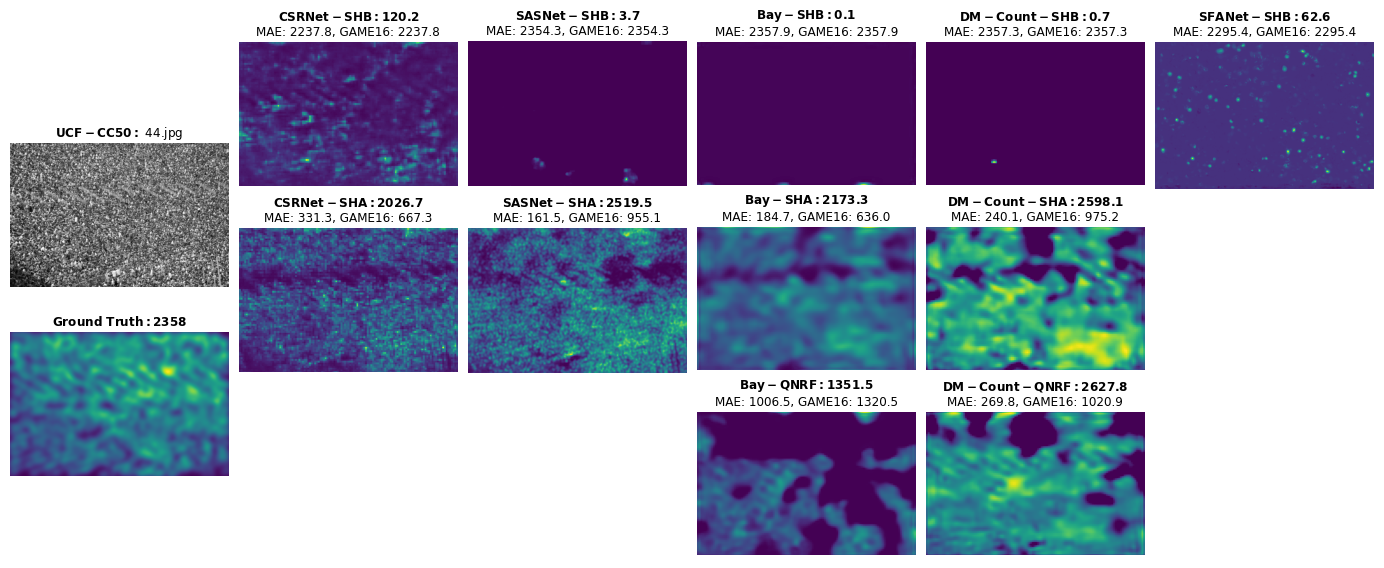 CSRNet-SHB: 120.2
MAE: 2237.8, GAME16: 2237.8
SASNet-SHB: 3.7
MAE: 2354.3, GAME16: 2354.3
Bay-SHB: 0.1
MAE: 2357.9, GAME16: 2357.9
DM-Count-SHB: 0.7
MAE: 2357.3, GAME16: 2357.3
SFANet-SHB: 62.6
MAE: 2295.4, GAME16: 2295.4
UCF-CC50: 44.jpg
CSRNet-SHA: 2026.7
MAE: 331.3, GAME16: 667.3
SASNet-SHA: 2519.5
MAE: 161.5, GAME16: 955.1
Bay-SHA: 2173.3
MAE: 184.7, GAME16: 636.0
DM-Count-SHA: 2598.1
MAE: 240.1, GAME16: 975.2
Ground Truth: 2358
Bay-QNRF: 1351.5
MAE: 1006.5, GAME16: 1320.5
DM-Count-QNRF: 2627.8
MAE: 269.8, GAME16: 1020.9